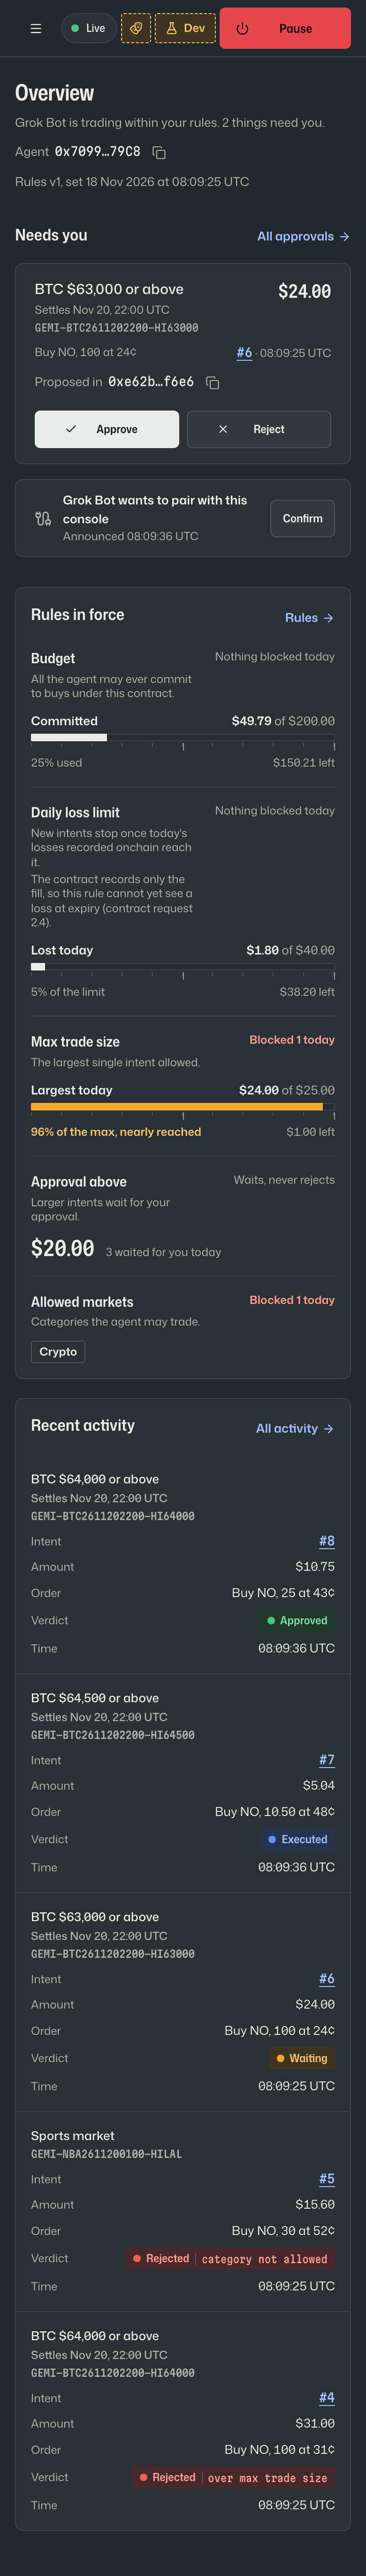 Live
Dev
Pause
Overview
Grok Bot is trading within your rules. 2 things need you.
Agent 0x7099…79C8
Rules v1, set 18 Nov 2026 at 08:09:25 UTC
Needs you
All approvals →
BTC $63,000 or above
$24.00
Settles Nov 20, 22:00 UTC
GEMI-BTC2611202200-HI63000
Buy NO, 100 at 24¢
#6 · 08:09:25 UTC
Proposed in 0xe62b…f6e6
Approve
Reject
Grok Bot wants to pair with this
console
Announced 08:09:36 UTC
Confirm
Rules in force
Rules →
Budget
Nothing blocked today
All the agent may ever commit
to buys under this contract.
Committed
$49.79 of $200.00
25% used
$150.21 left
Daily loss limit
Nothing blocked today
New intents stop once today's
losses recorded onchain reach
it.
The contract records only the
fill, so this rule cannot yet see a
loss at expiry (contract request
2.4).
Lost today
$1.80 of $40.00
5% of the limit
$38.20 left
Max trade size
Blocked 1 today
The largest single intent allowed.
Largest today
$24.00 of $25.00
96% of the max, nearly reached
$1.00 left
Approval above
Waits, never rejects
Larger intents wait for your
approval.
$20.00 3 waited for you today
Allowed markets
Blocked 1 today
Categories the agent may trade.
Crypto
Recent activity
All activity →
BTC $64,000 or above
Settles Nov 20, 22:00 UTC
GEMI-BTC2611202200-HI64000
Intent #8
Amount $10.75
Order Buy NO, 25 at 43¢
Verdict Approved
Time 08:09:36 UTC
BTC $64,500 or above
Settles Nov 20, 22:00 UTC
GEMI-BTC2611202200-HI64500
Intent #7
Amount $5.04
Order Buy NO, 10.50 at 48¢
Verdict Executed
Time 08:09:36 UTC
BTC $63,000 or above
Settles Nov 20, 22:00 UTC
GEMI-BTC2611202200-HI63000
Intent #6
Amount $24.00
Order Buy NO, 100 at 24¢
Verdict Waiting
Time 08:09:25 UTC
Sports market
GEMI-NBA2611200100-HILAL
Intent #5
Amount $15.60
Order Buy NO, 30 at 52¢
Verdict Rejected | category not allowed
Time 08:09:25 UTC
BTC $64,000 or above
Settles Nov 20, 22:00 UTC
GEMI-BTC2611202200-HI64000
Intent #4
Amount $31.00
Order Buy NO, 100 at 31¢
Verdict Rejected | over max trade size
Time 08:09:25 UTC